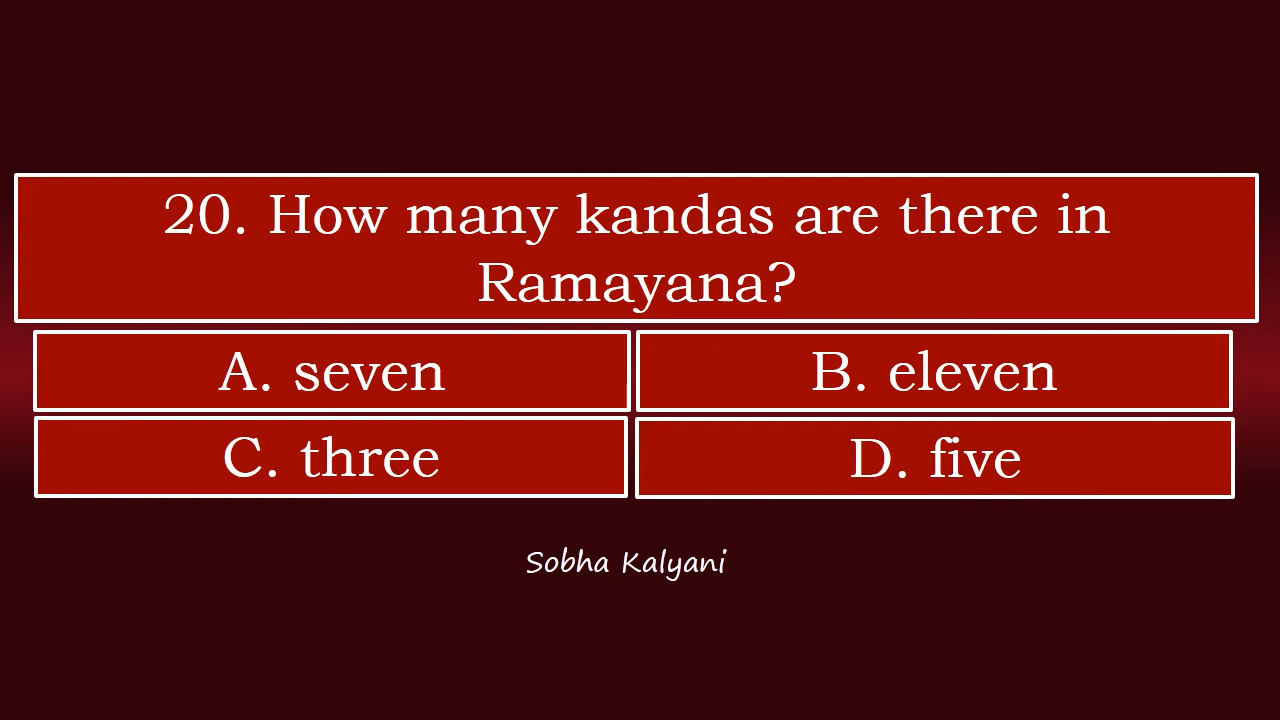 20. How many kandas are there in
Ramayana?
A. seven
B. eleven
C. three
D. five
Sobha Kalyani